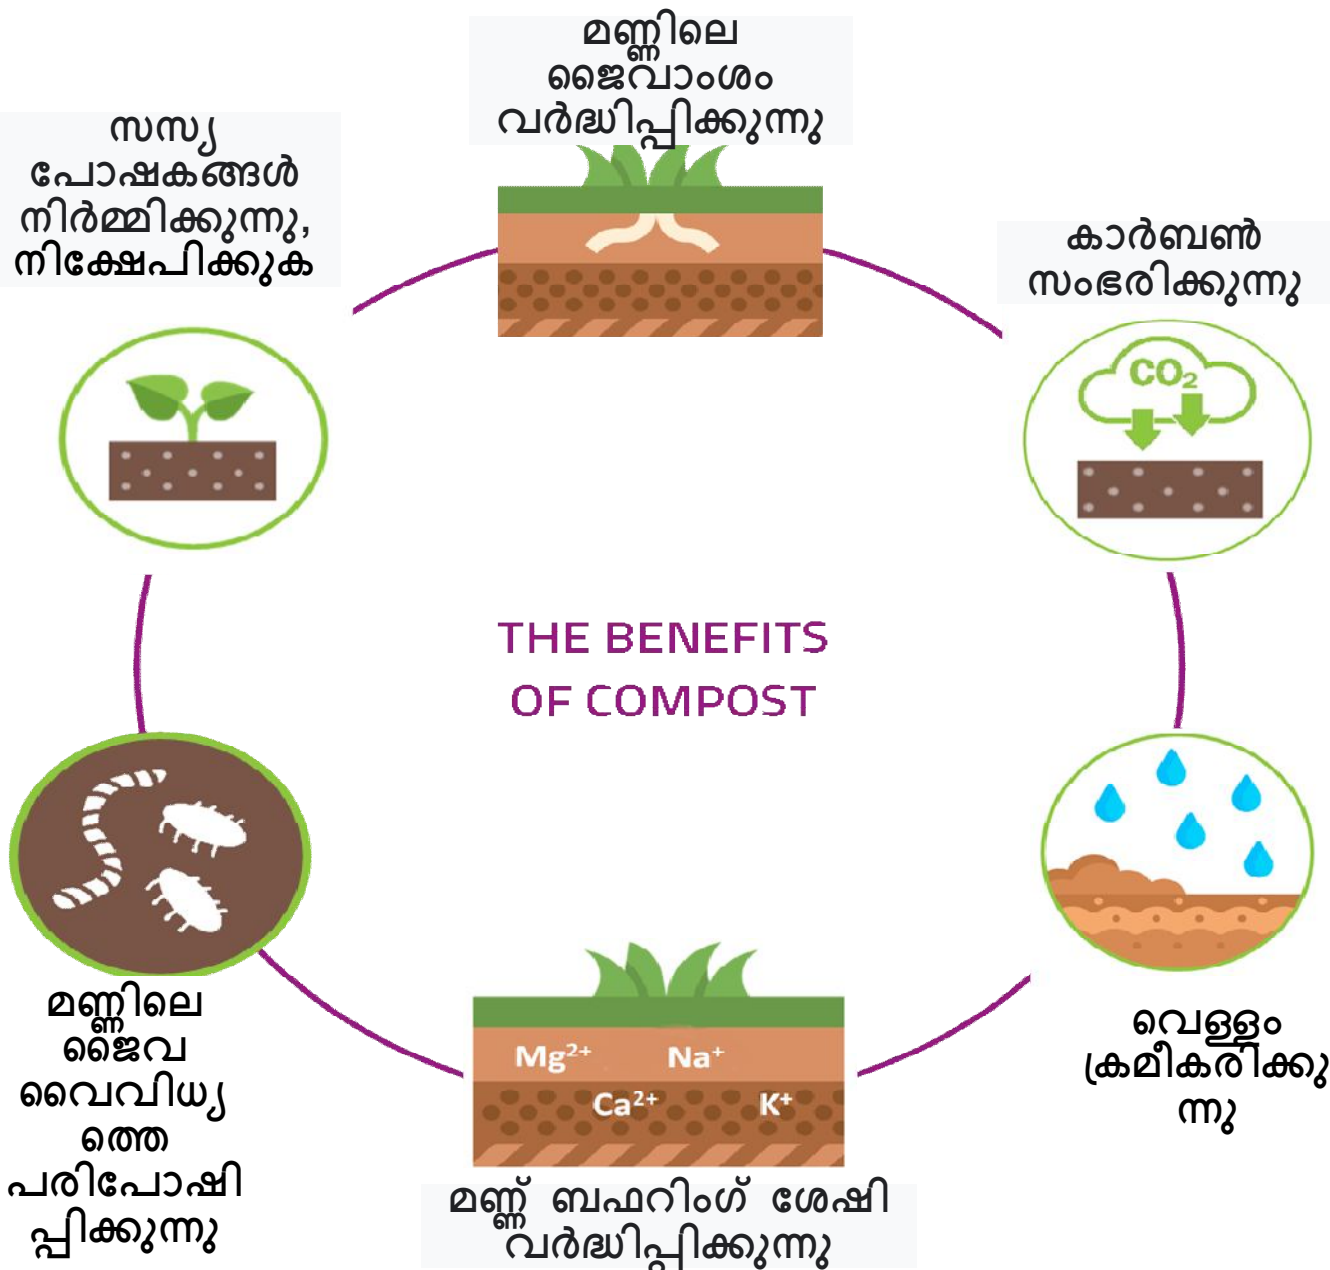 മണ്ണിലെ
ജൈവാംശം
വർദ്ധിപ്പിക്കുന്നു
സസ്യ
പോഷകങ്ങൾ
നിർമ്മിക്കുന്നു,
നിക്ഷേപിക്കുക
കാർബൺ
സംഭരിക്കുന്നു
CO₂
THE BENEFITS
OF COMPOST
മണ്ണിലെ
ജൈവ
വൈവിധ്യ
ത്തെ
പരിപോഷി
പ്പിക്കുന്നു
Mg²⁺ Na⁺
Ca²⁺ K⁺
മണ്ണ് ബഫറിംഗ് ശേഷി
വർദ്ധിപ്പിക്കുന്നു
വെള്ളം
ക്രമീകരിക്കു
ന്നു